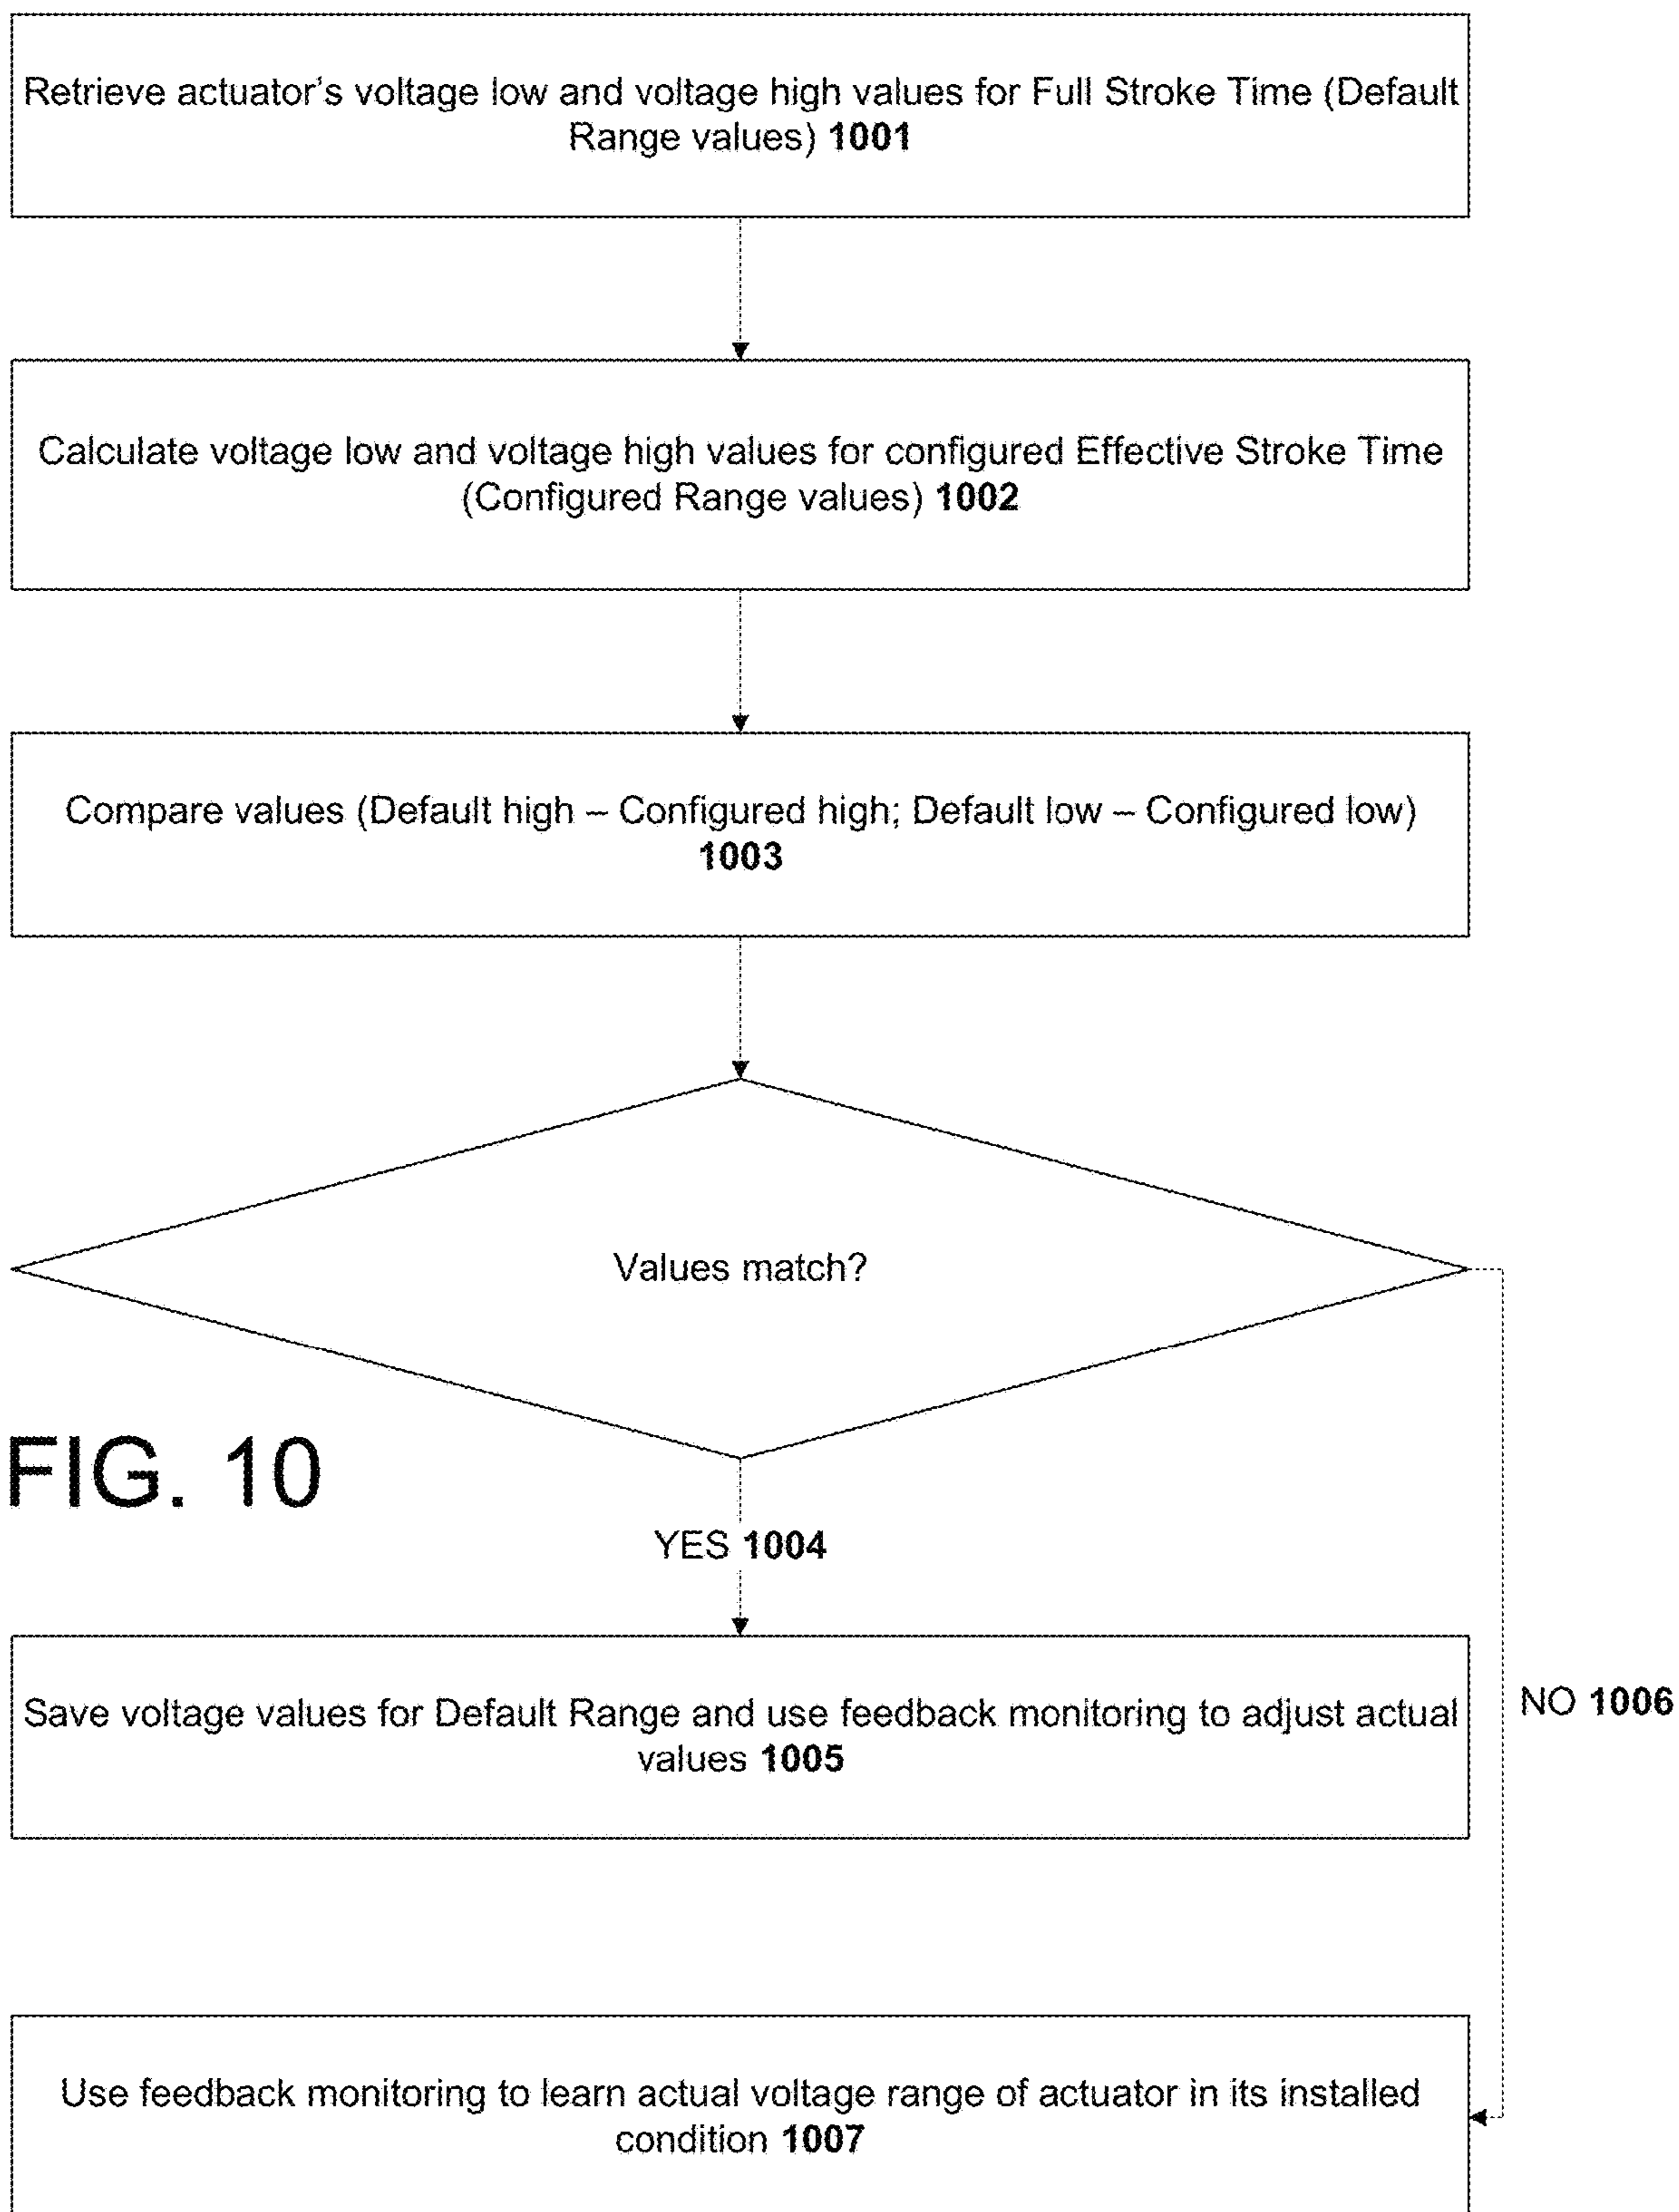 Retrieve actuator's voltage low and voltage high values for Full Stroke Time (Default
Range values) 1001
Calculate voltage low and voltage high values for configured Effective Stroke Time
(Configured Range values) 1002
Compare values (Default high – Configured high; Default low – Configured low)
1003
Values match?
FIG. 10
YES 1004
Save voltage values for Default Range and use feedback monitoring to adjust actual
values 1005
NO 1006
Use feedback monitoring to learn actual voltage range of actuator in its installed
condition 1007